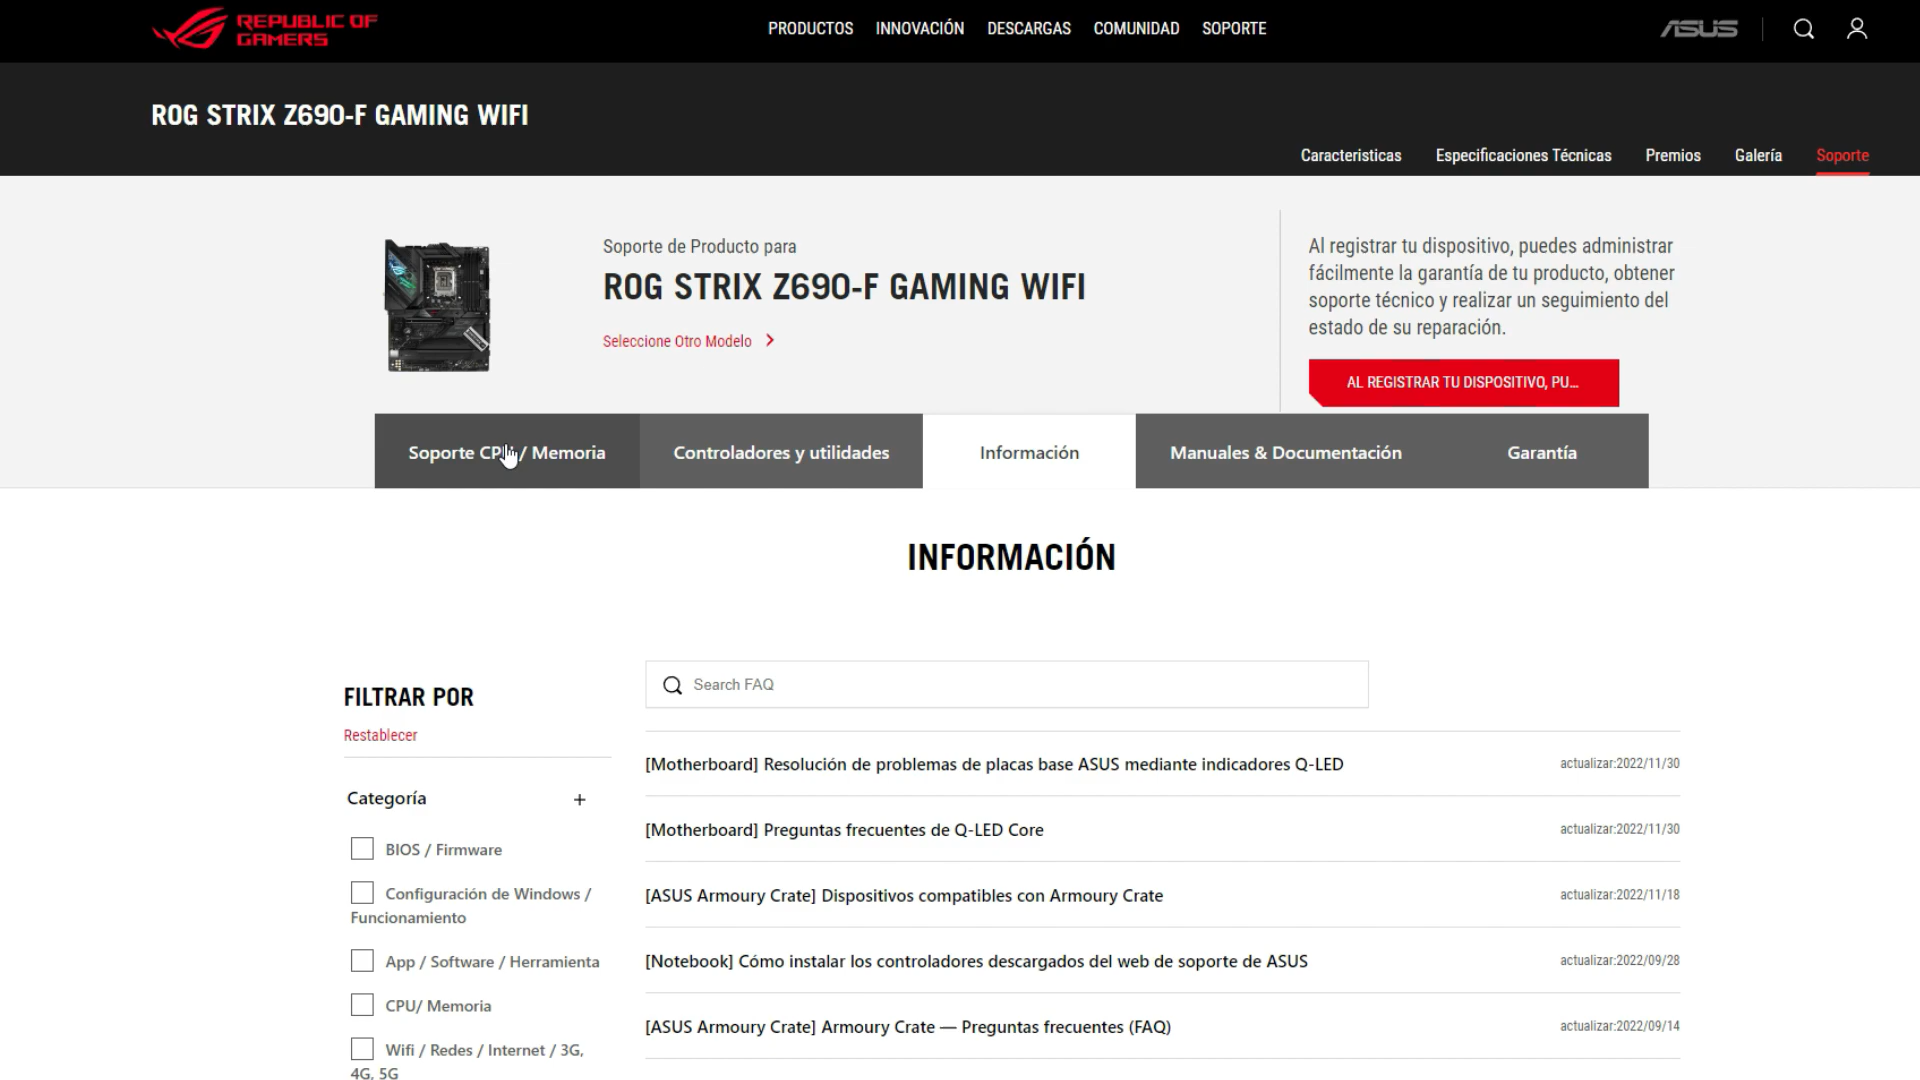 REPUBLIC OF
GAMERS
PRODUCTOS INNOVACIÓN DESCARGAS COMUNIDAD SOPORTE
ASUS
ROG STRIX Z690-F GAMING WIFI
Caracteristicas Especificaciones Técnicas Premios Galería Soporte
Soporte de Producto para
ROG STRIX Z690-F GAMING WIFI
Seleccione Otro Modelo
Al registrar tu dispositivo, puedes administrar
fácilmente la garantía de tu producto, obtener
soporte técnico y realizar un seguimiento del
estado de su reparación.
AL REGISTRAR TU DISPOSITIVO, PU...
Soporte CPU / Memoria Controladores y utilidades Información Manuales & Documentación Garantía
INFORMACIÓN
FILTRAR POR
Restablecer
Categoría +
BIOS / Firmware
Configuración de Windows /
Funcionamiento
App / Software / Herramienta
CPU/ Memoria
Wifi / Redes / Internet / 3G,
4G, 5G
Search FAQ
[Motherboard] Resolución de problemas de placas base ASUS mediante indicadores Q-LED actualizar:2022/11/30
[Motherboard] Preguntas frecuentes de Q-LED Core actualizar:2022/11/30
[ASUS Armoury Crate] Dispositivos compatibles con Armoury Crate actualizar:2022/11/18
[Notebook] Cómo instalar los controladores descargados del web de soporte de ASUS actualizar:2022/09/28
[ASUS Armoury Crate] Armoury Crate — Preguntas frecuentes (FAQ) actualizar:2022/09/14